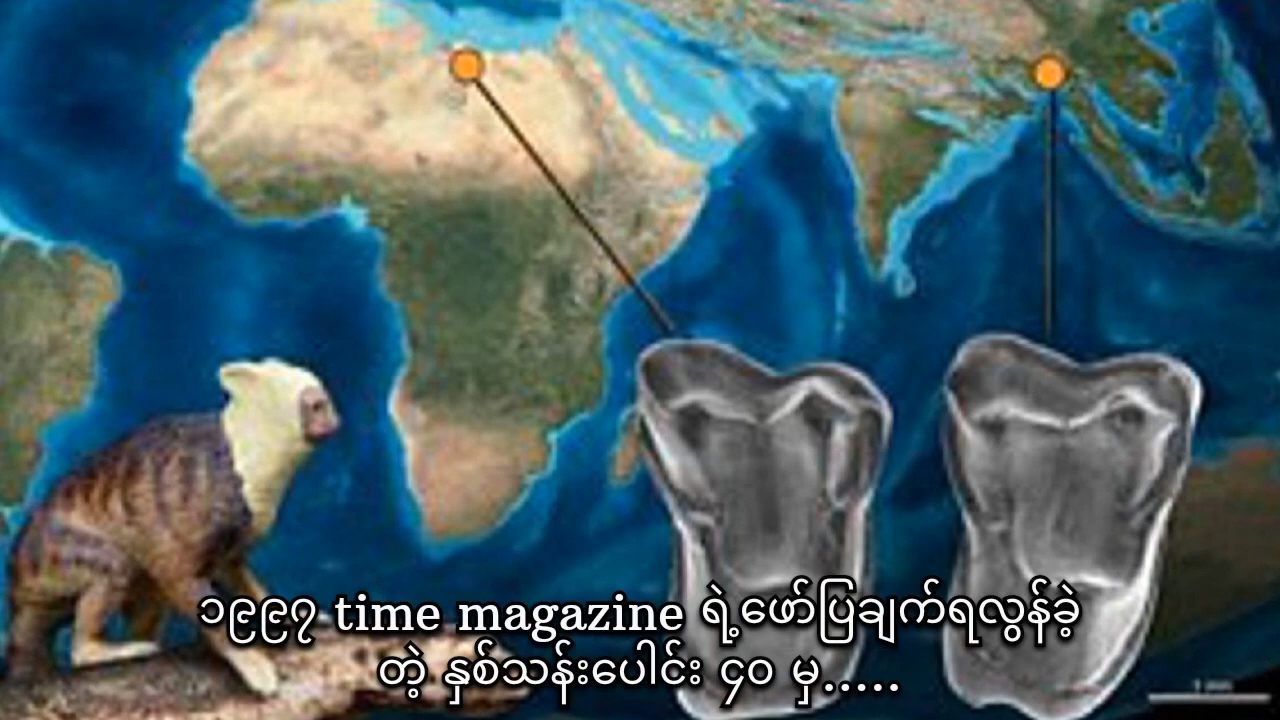 ၁၉၉၇ time magazine ရဲ့ဖော်ပြချက်ရလွန်ခဲ့
တဲ့ နှစ်သန်းပေါင်း ၄၀ မှ.....